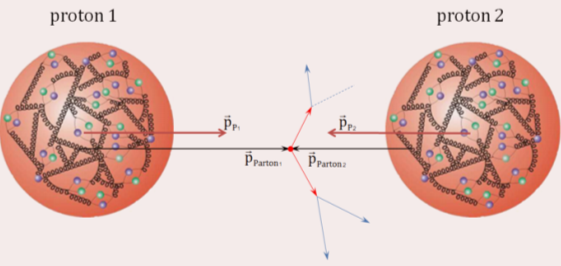 proton 1
proton 2
p⃗P₁
p⃗P₂
p⃗Parton₁
p⃗Parton₂